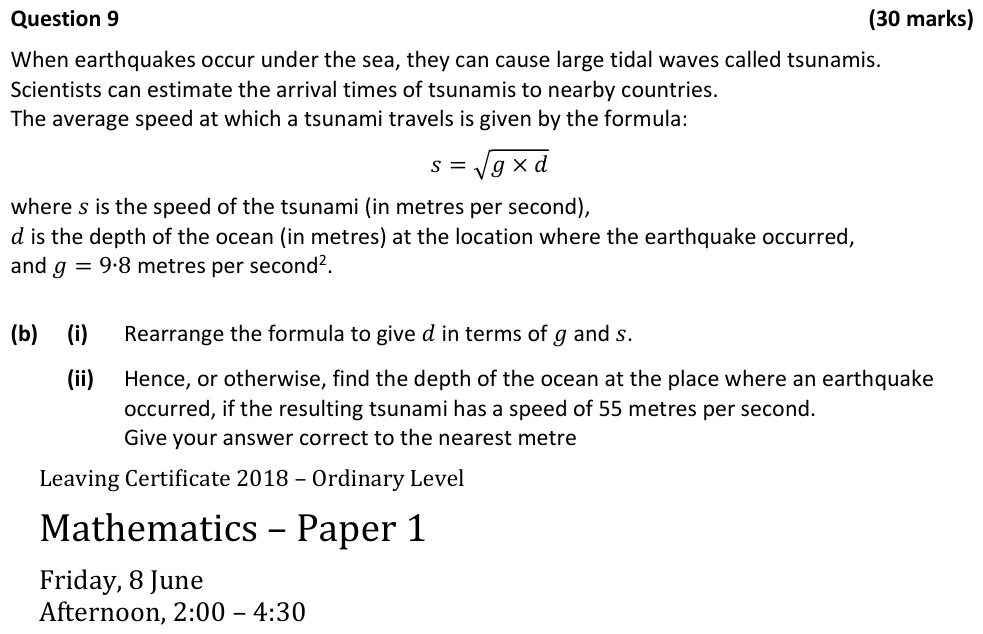 Question 9 (30 marks)
When earthquakes occur under the sea, they can cause large tidal waves called tsunamis.
Scientists can estimate the arrival times of tsunamis to nearby countries.
The average speed at which a tsunami travels is given by the formula:
s = √(g × d)
where s is the speed of the tsunami (in metres per second),
d is the depth of the ocean (in metres) at the location where the earthquake occurred,
and g = 9·8 metres per second².
(b) (i) Rearrange the formula to give d in terms of g and s.
(ii) Hence, or otherwise, find the depth of the ocean at the place where an earthquake
occurred, if the resulting tsunami has a speed of 55 metres per second.
Give your answer correct to the nearest metre
Leaving Certificate 2018 – Ordinary Level
Mathematics – Paper 1
Friday, 8 June
Afternoon, 2:00 – 4:30